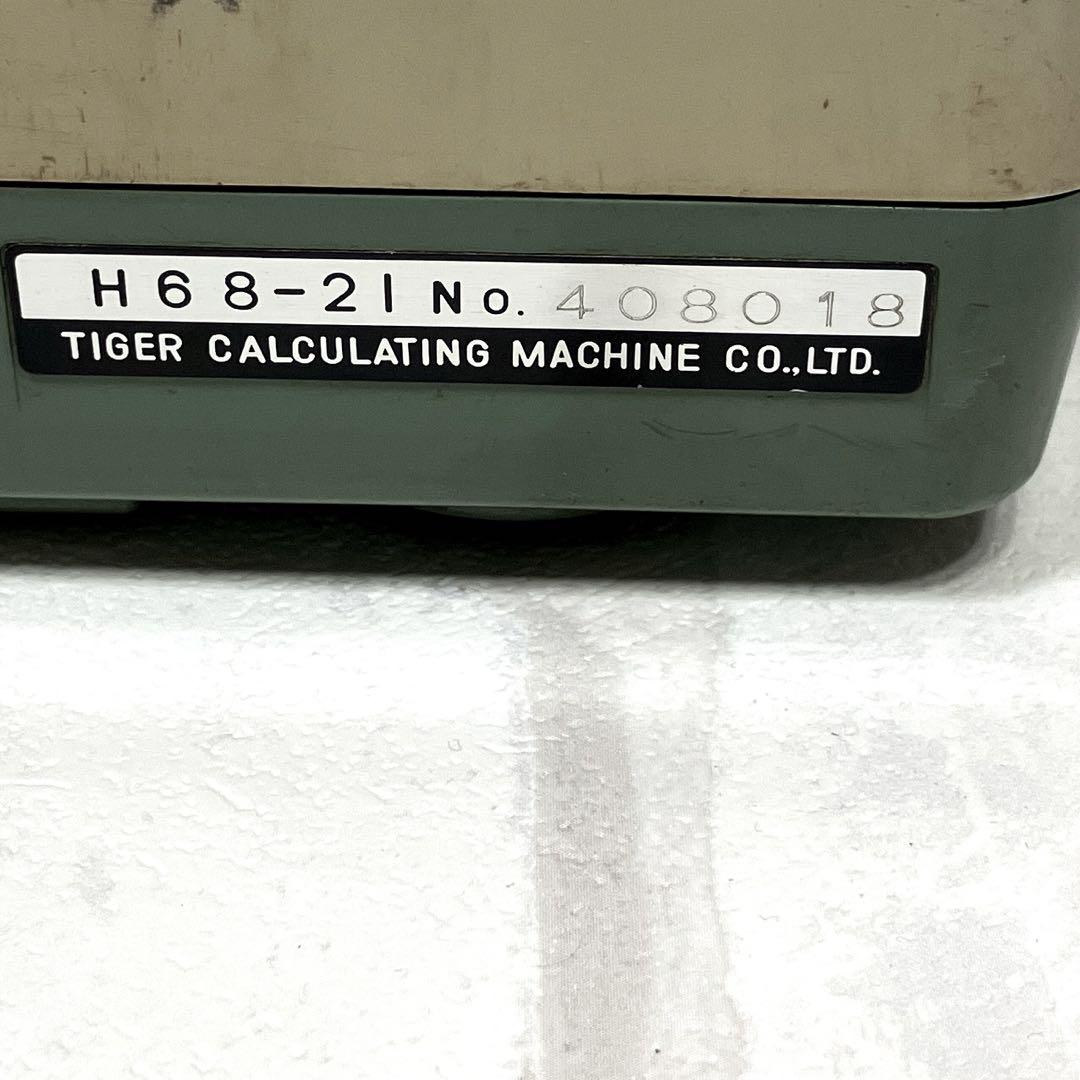 H68-21 No. 408018
TIGER CALCULATING MACHINE CO.,LTD.